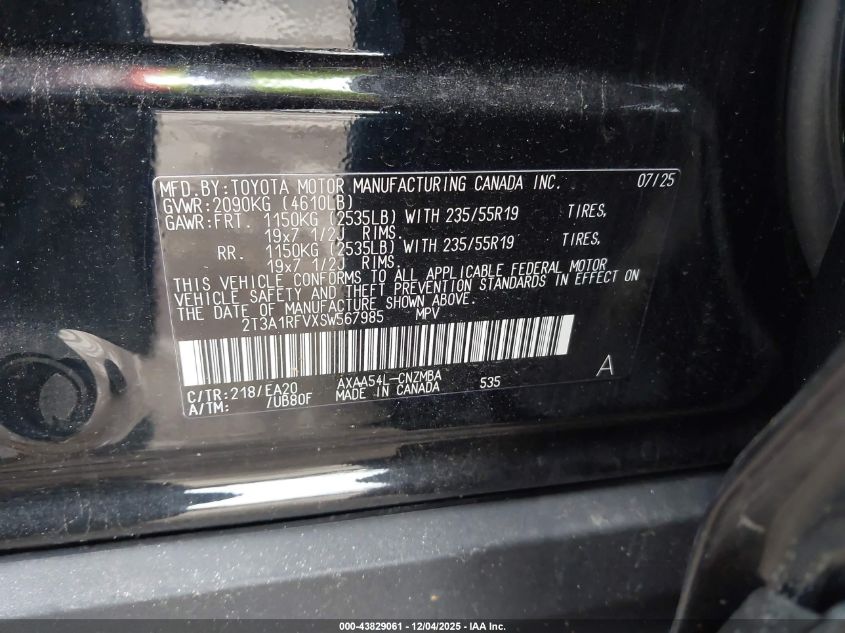 MFD.BY:TOYOTA MOTOR MANUFACTURING CANADA INC. 07/25
GVWR:2090KG (4610LB)
GAWR:FRT. 1150KG (2535LB) WITH 235/55R19 TIRES,
19x7 1/2J RIMS.
RR. 1150KG (2535LB) WITH 235/55R19 TIRES,
19x7 1/2J RIMS.
THIS VEHICLE CONFORMS TO ALL APPLICABLE FEDERAL MOTOR
VEHICLE SAFETY AND THEFT PREVENTION STANDARDS IN EFFECT ON
THE DATE OF MANUFACTURE SHOWN ABOVE.
2T3A1RFVXSW567985 MPV
A
C/TR:218/EA20 AXAA54L-CNZMBA 535
A/TM: /UB80F MADE IN CANADA
000-43829061 - 12/04/2025 - IAA Inc.